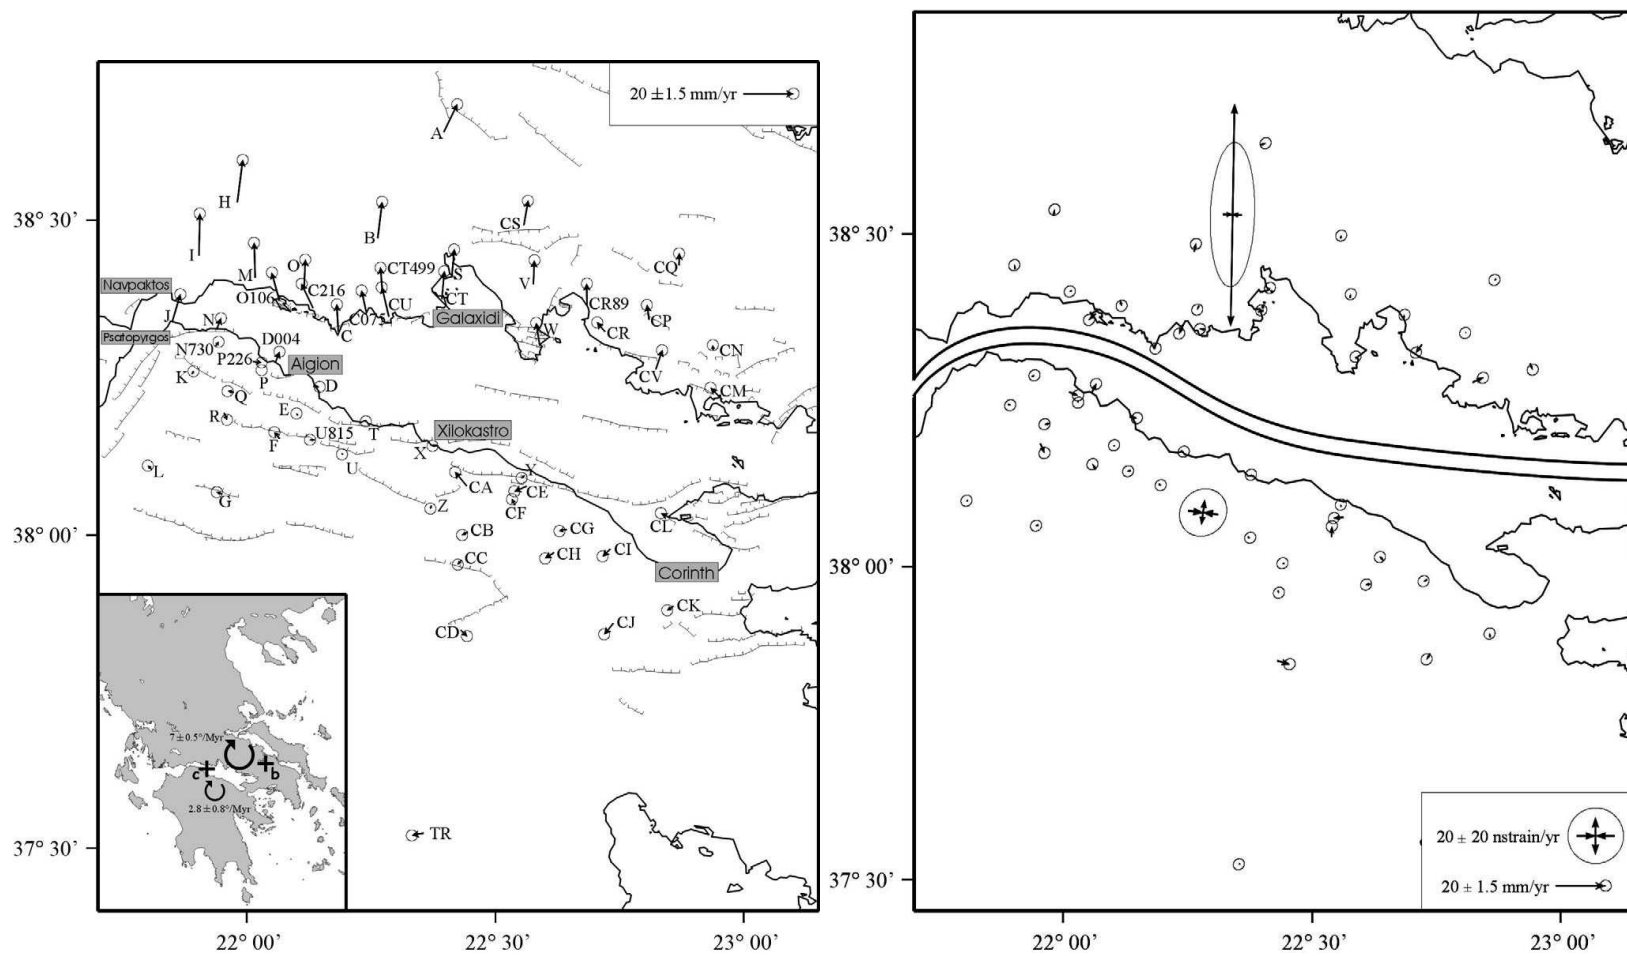 20 ±1.5 mm/yr
A
H
I
B
CS
38° 30'
M
O
CT499
S
V
CQ
Navpaktos
O106
C216
CU
CT
CR89
J
N
C073
C
Galaxidi
W
CR
CP
Psatopyrgos
N730
D004
P226
Aigion
CN
K
P
CV
Q
D
CM
R
E
F
U815
T
X
Xilokastro
L
U
Y
CA
CE
G
Z
CF
CL
38° 00'
CB
CG
CC
CH
CI
Corinth
CK
CD
CJ
7±0.5°/Myr
c
b
2.8±0.8°/Myr
TR
37° 30'
22° 00'
22° 30'
23° 00'
38° 30'
38° 00'
37° 30'
20 ± 20 nstrain/yr
20 ± 1.5 mm/yr
22° 00'
22° 30'
23° 00'